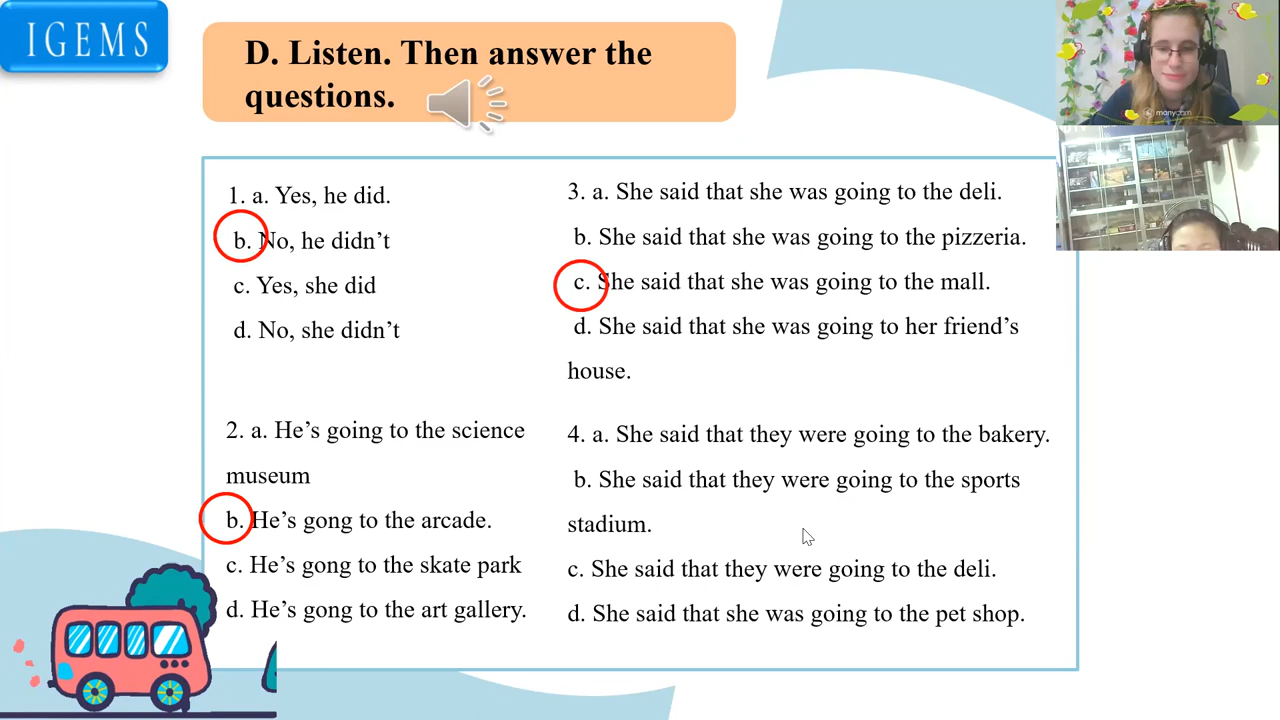 IGEMS
D. Listen. Then answer the
questions.
manycam
1. a. Yes, he did.
b. No, he didn’t
c. Yes, she did
d. No, she didn’t
2. a. He’s going to the science
museum
b. He’s gong to the arcade.
c. He’s gong to the skate park
d. He’s gong to the art gallery.
3. a. She said that she was going to the deli.
b. She said that she was going to the pizzeria.
c. She said that she was going to the mall.
d. She said that she was going to her friend’s
house.
4. a. She said that they were going to the bakery.
b. She said that they were going to the sports
stadium.
c. She said that they were going to the deli.
d. She said that she was going to the pet shop.